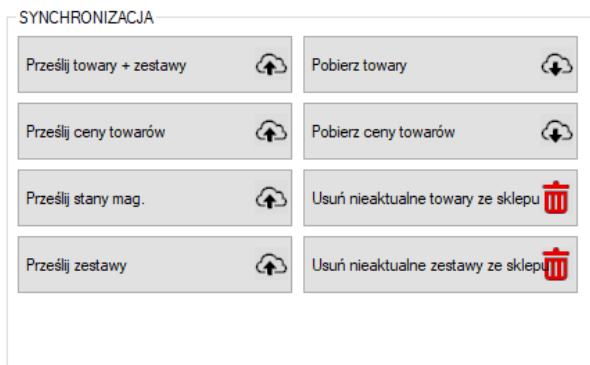 SYNCHRONIZACJA
Prześlij towary + zestawy
Pobierz towary
Prześlij ceny towarów
Pobierz ceny towarów
Prześlij stany mag.
Usuń nieaktualne towary ze sklepu
Prześlij zestawy
Usuń nieaktualne zestawy ze sklepu